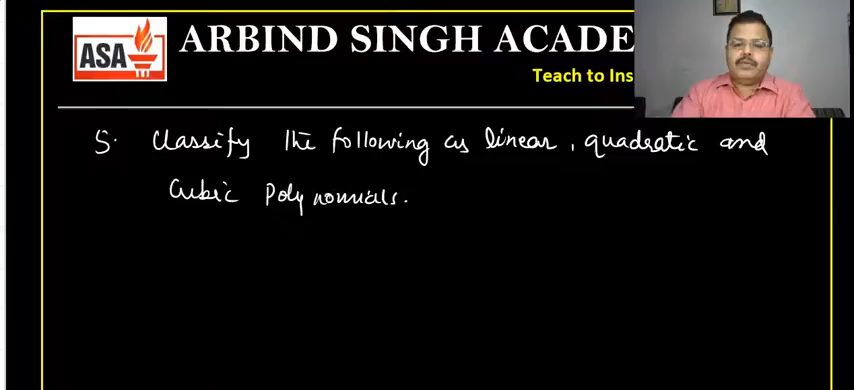 ASA
ARBIND SINGH ACADE
Teach to Ins
5. Classify the following as linear, quadratic and
Cubic Polynomials.